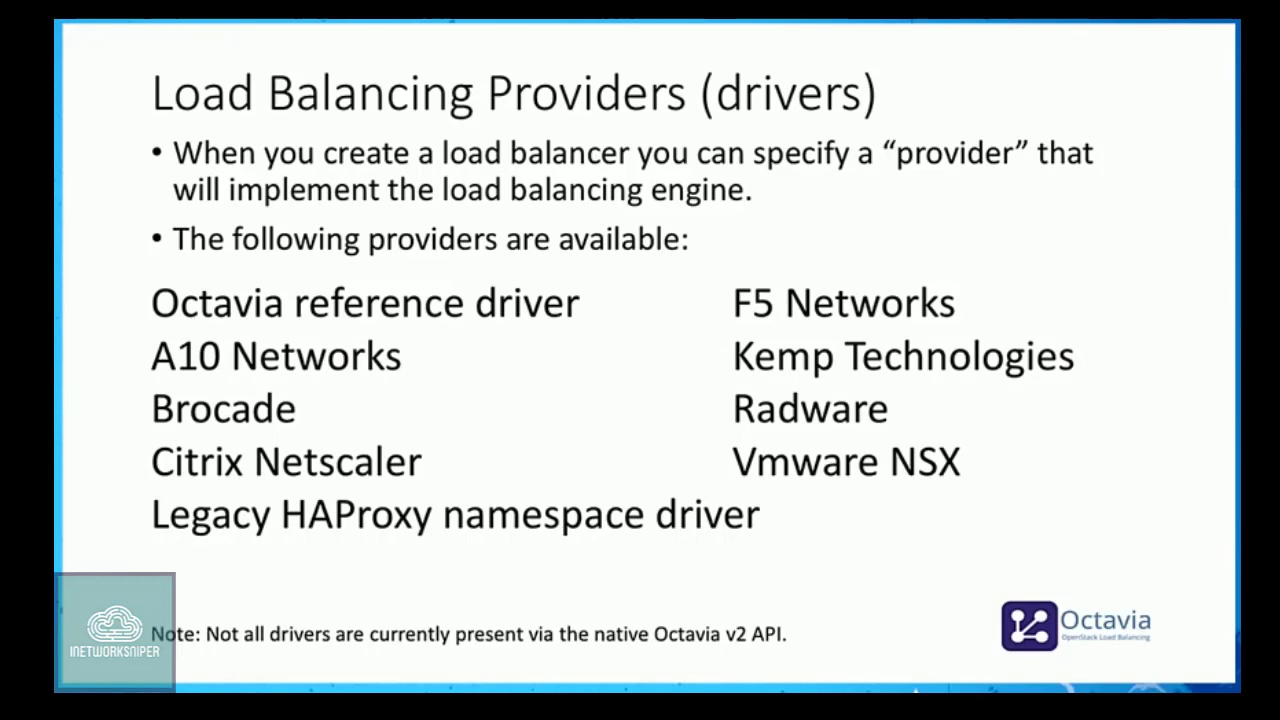 Load Balancing Providers (drivers)
• When you create a load balancer you can specify a “provider” that
will implement the load balancing engine.
• The following providers are available:
Octavia reference driver
A10 Networks
Brocade
Citrix Netscaler
Legacy HAProxy namespace driver
F5 Networks
Kemp Technologies
Radware
Vmware NSX
Note: Not all drivers are currently present via the native Octavia v2 API.
INETWORKSNIPER
Octavia
OpenStack Load Balancing